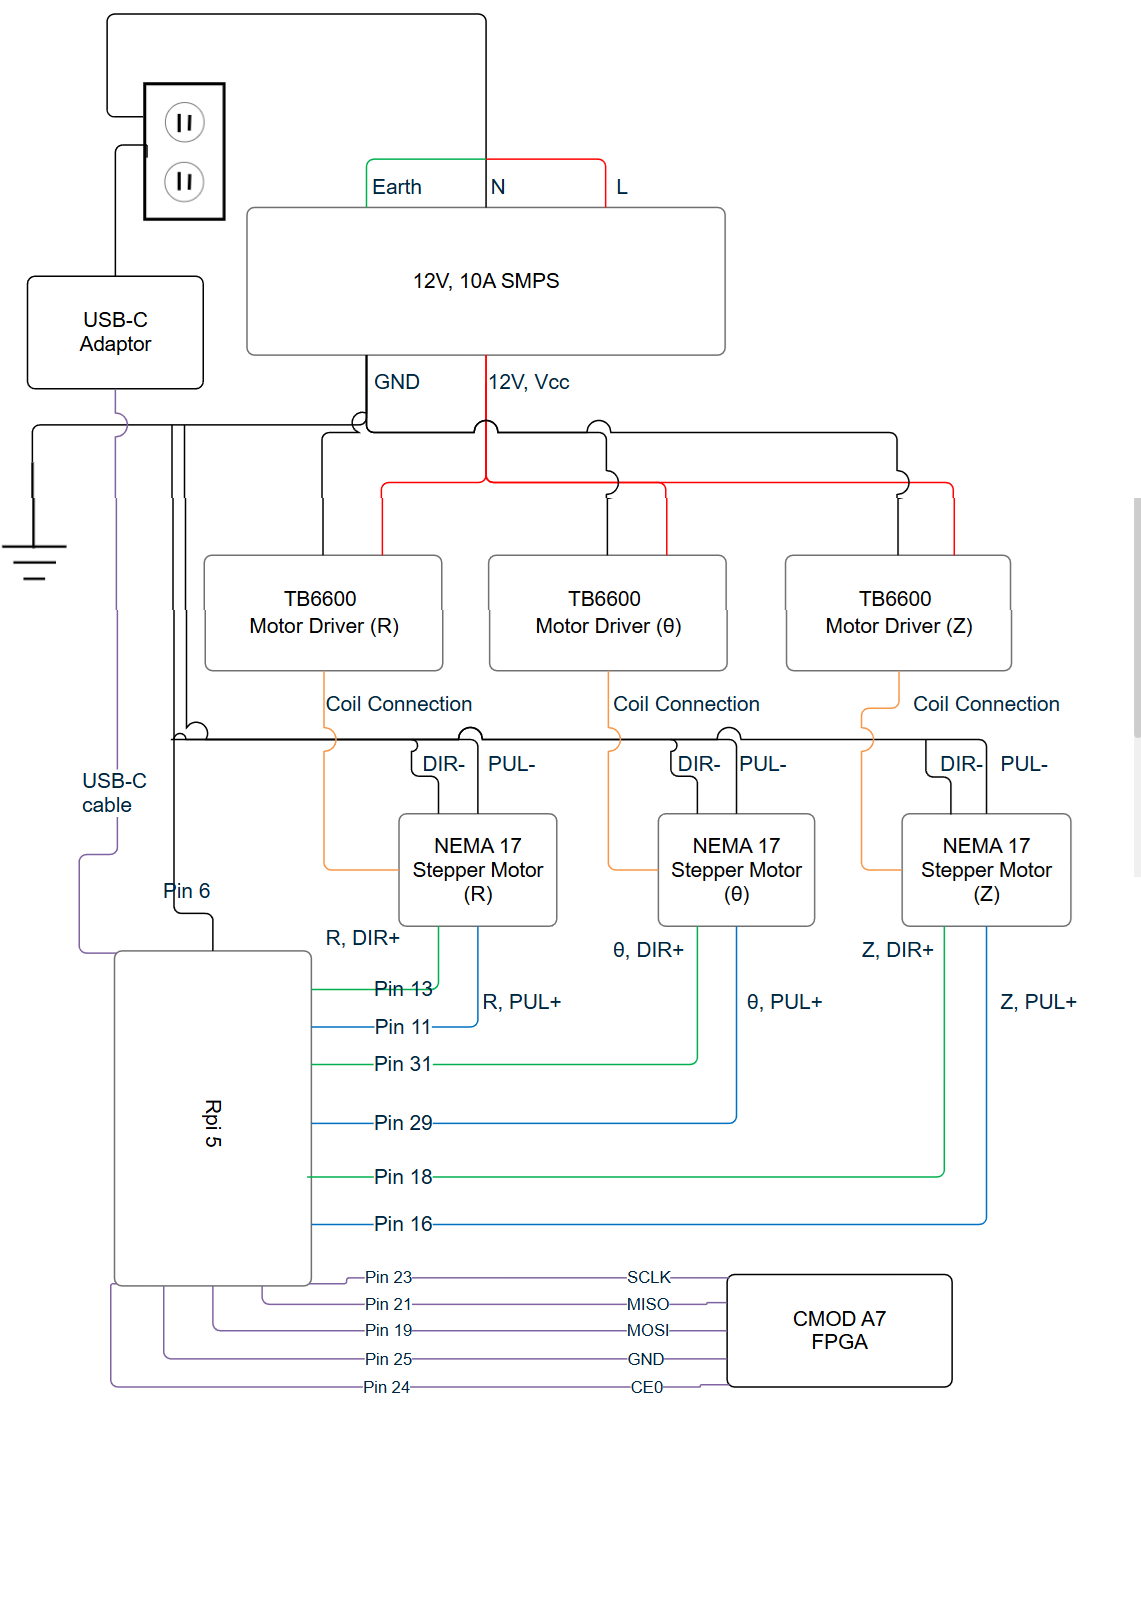 Earth
N
L
12V, 10A SMPS
USB-C
Adaptor
GND
12V, Vcc
TB6600
Motor Driver (R)
TB6600
Motor Driver (θ)
TB6600
Motor Driver (Z)
Coil Connection
Coil Connection
Coil Connection
DIR-
PUL-
DIR-
PUL-
DIR-
PUL-
USB-C
cable
NEMA 17
Stepper Motor
(R)
NEMA 17
Stepper Motor
(θ)
NEMA 17
Stepper Motor
(Z)
Pin 6
R, DIR+
θ, DIR+
Z, DIR+
Pin 13
R, PUL+
θ, PUL+
Z, PUL+
Pin 11
Pin 31
Rpi 5
Pin 29
Pin 18
Pin 16
Pin 23
SCLK
Pin 21
MISO
Pin 19
MOSI
Pin 25
GND
Pin 24
CE0
CMOD A7
FPGA